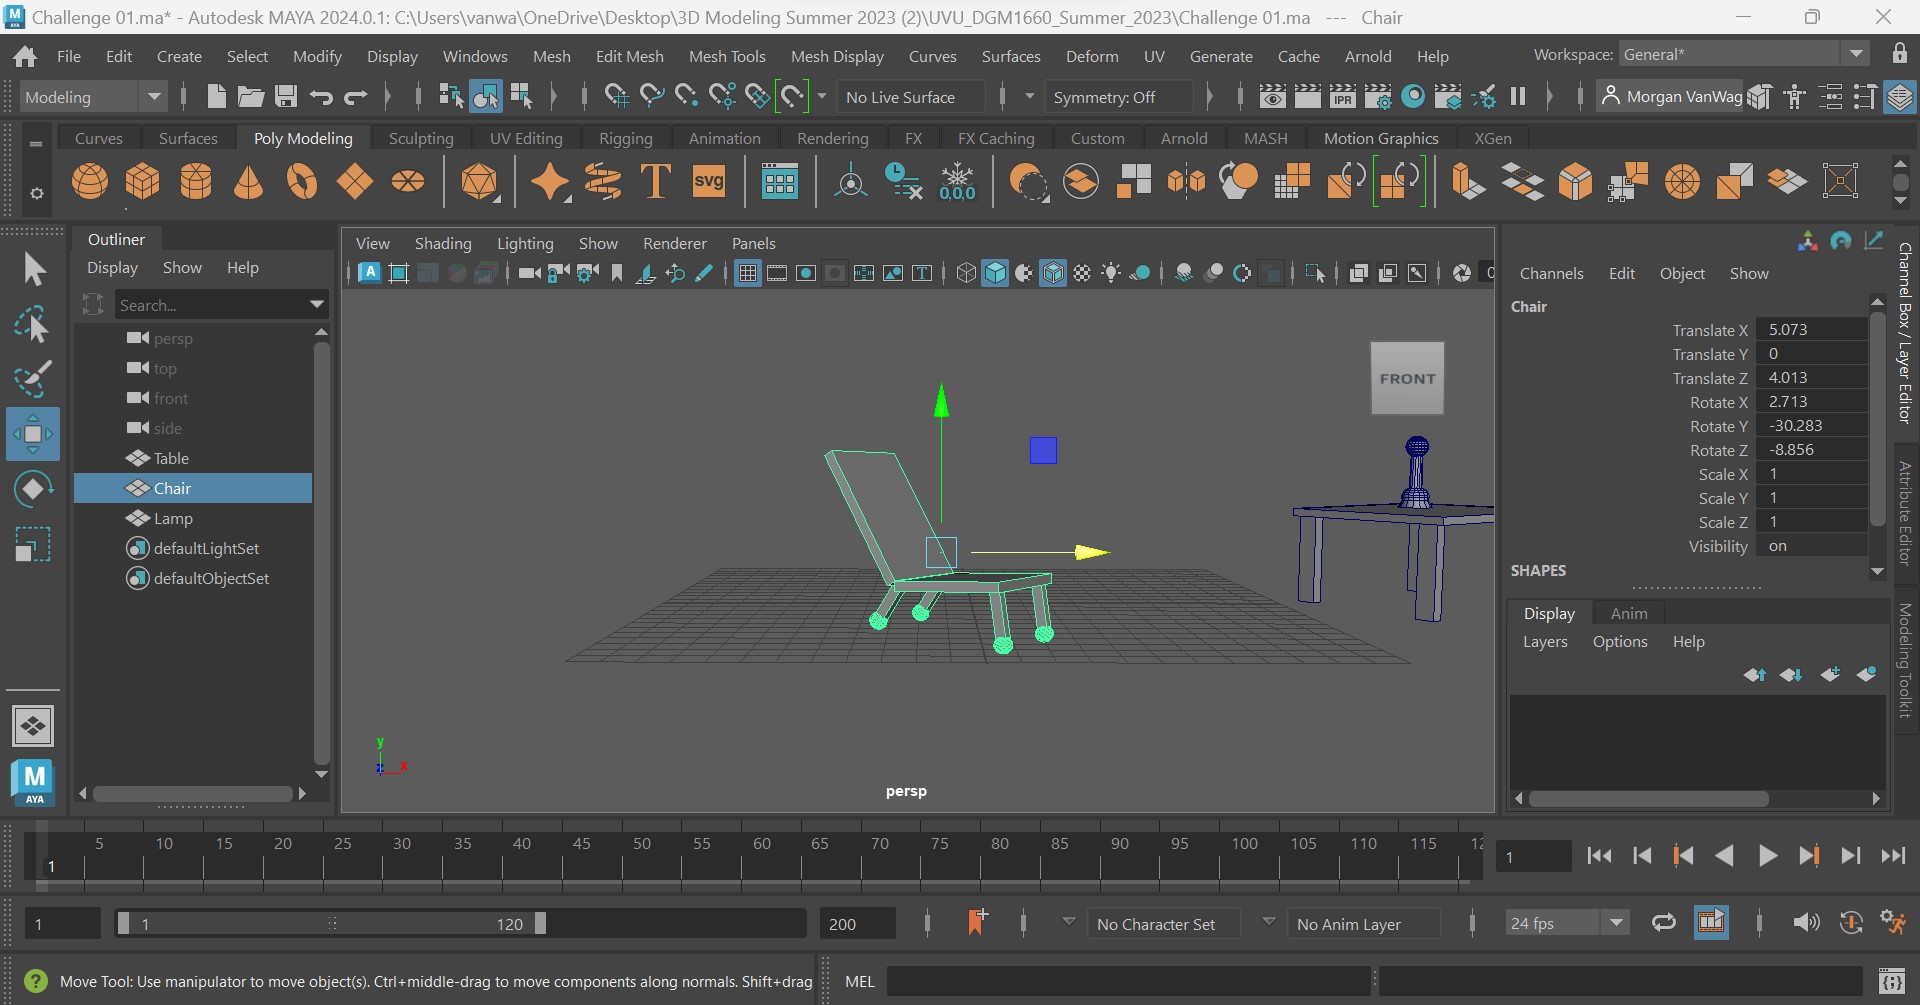 Challenge 01.ma* - Autodesk MAYA 2024.0.1: C:\Users\vanwa\OneDrive\Desktop\3D Modeling Summer 2023 (2)\UVU_DGM1660_Summer_2023\Challenge 01.ma --- Chair
File Edit Create Select Modify Display Windows Mesh Edit Mesh Mesh Tools Mesh Display Curves Surfaces Deform UV Generate Cache Arnold Help Workspace: General*
Modeling No Live Surface Symmetry: Off IPR Morgan VanWag
Curves Surfaces Poly Modeling Sculpting UV Editing Rigging Animation Rendering FX FX Caching Custom Arnold MASH Motion Graphics XGen
T svg 0,0,0
Outliner
Display Show Help
Search...
persp
top
front
side
Table
Chair
Lamp
defaultLightSet
defaultObjectSet
M
AYA
View Shading Lighting Show Renderer Panels
A T 0
FRONT
y
z x
persp
Channels Edit Object Show
Chair
Translate X 5.073
Translate Y 0
Translate Z 4.013
Rotate X 2.713
Rotate Y -30.283
Rotate Z -8.856
Scale X 1
Scale Y 1
Scale Z 1
Visibility on
SHAPES
Display Anim
Layers Options Help
Channel Box / Layer Editor
Attribute Editor
Modeling Toolkit
5 10 15 20 25 30 35 40 45 50 55 60 65 70 75 80 85 90 95 100 105 110 115 12
1 1
1 1 120 200 No Character Set No Anim Layer 24 fps
? Move Tool: Use manipulator to move object(s). Ctrl+middle-drag to move components along normals. Shift+drag MEL {;}